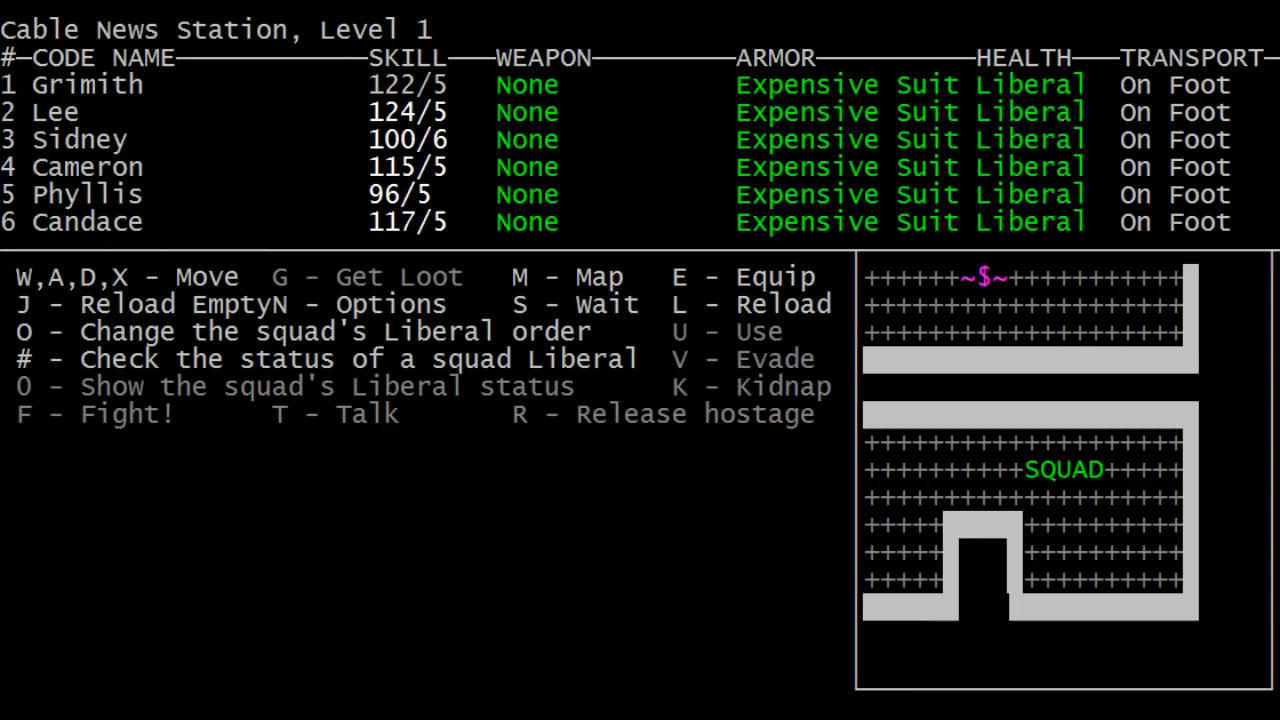 Cable News Station, Level 1
#—CODE NAME————————————SKILL———WEAPON—————————ARMOR——————————HEALTH———TRANSPORT—
1 Grimith 122/5 None Expensive Suit Liberal On Foot
2 Lee 124/5 None Expensive Suit Liberal On Foot
3 Sidney 100/6 None Expensive Suit Liberal On Foot
4 Cameron 115/5 None Expensive Suit Liberal On Foot
5 Phyllis 96/5 None Expensive Suit Liberal On Foot
6 Candace 117/5 None Expensive Suit Liberal On Foot
W,A,D,X - Move G - Get Loot M - Map E - Equip
J - Reload EmptyN - Options S - Wait L - Reload
O - Change the squad's Liberal order U - Use
# - Check the status of a squad Liberal V - Evade
0 - Show the squad's Liberal status K - Kidnap
F - Fight! T - Talk R - Release hostage
++++++~$~+++++++++++
++++++++++++++++++++
++++++++++++++++++++
++++++++++++++++++++
++++++++++SQUAD+++++
++++++++++++++++++++
+++++ ++++++++++
+++++ ++++++++++
+++++ ++++++++++